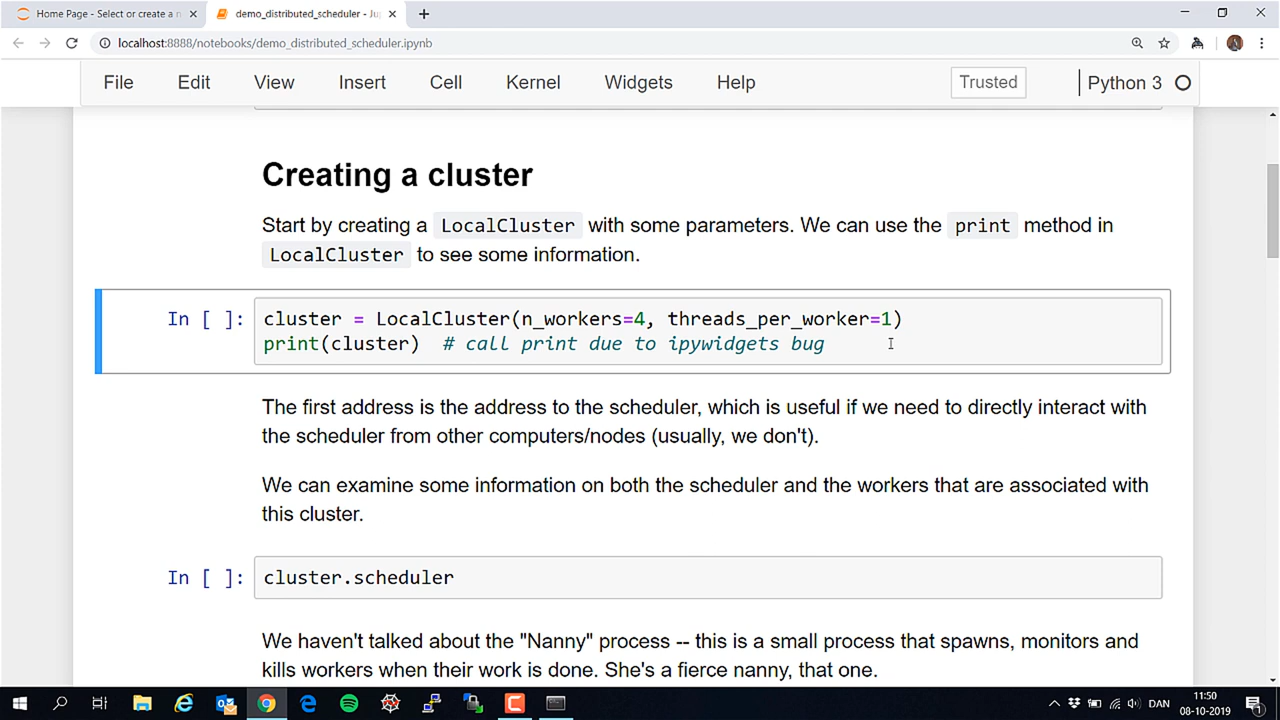 Home Page - Select or create a n
demo_distributed_scheduler - Ju
localhost:8888/notebooks/demo_distributed_scheduler.ipynb
File Edit View Insert Cell Kernel Widgets Help Trusted Python 3
Creating a cluster
Start by creating a LocalCluster with some parameters. We can use the print method in
LocalCluster to see some information.
In [ ]: cluster = LocalCluster(n_workers=4, threads_per_worker=1)
print(cluster) # call print due to ipywidgets bug
The first address is the address to the scheduler, which is useful if we need to directly interact with
the scheduler from other computers/nodes (usually, we don't).
We can examine some information on both the scheduler and the workers that are associated with
this cluster.
In [ ]: cluster.scheduler
We haven't talked about the "Nanny" process -- this is a small process that spawns, monitors and
kills workers when their work is done. She's a fierce nanny, that one.
DAN
11:50
08-10-2019